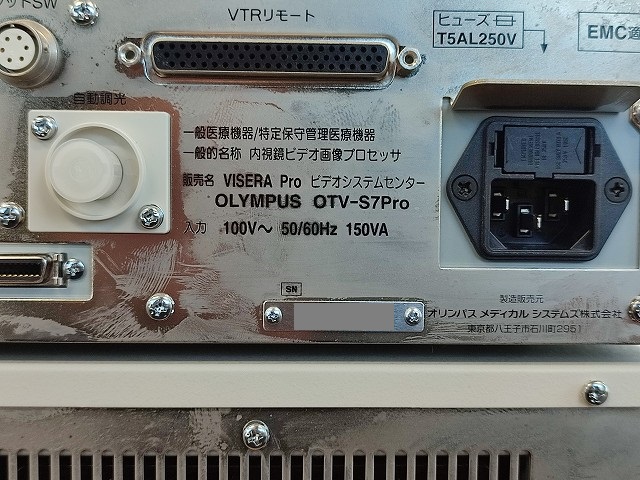 ットSW
VTRリモート
ヒューズ
T5AL250V
EMC適
自動調光
一般医療機器/特定保守管理医療機器
一般的名称 内視鏡ビデオ画像プロセッサ
販売名 VISERA Pro ビデオシステムセンター
OLYMPUS OTV-S7Pro
入力 100V～ 50/60Hz 150VA
SN
製造販売元
オリンパス メディカル システムズ株式会社
東京都八王子市石川町2951